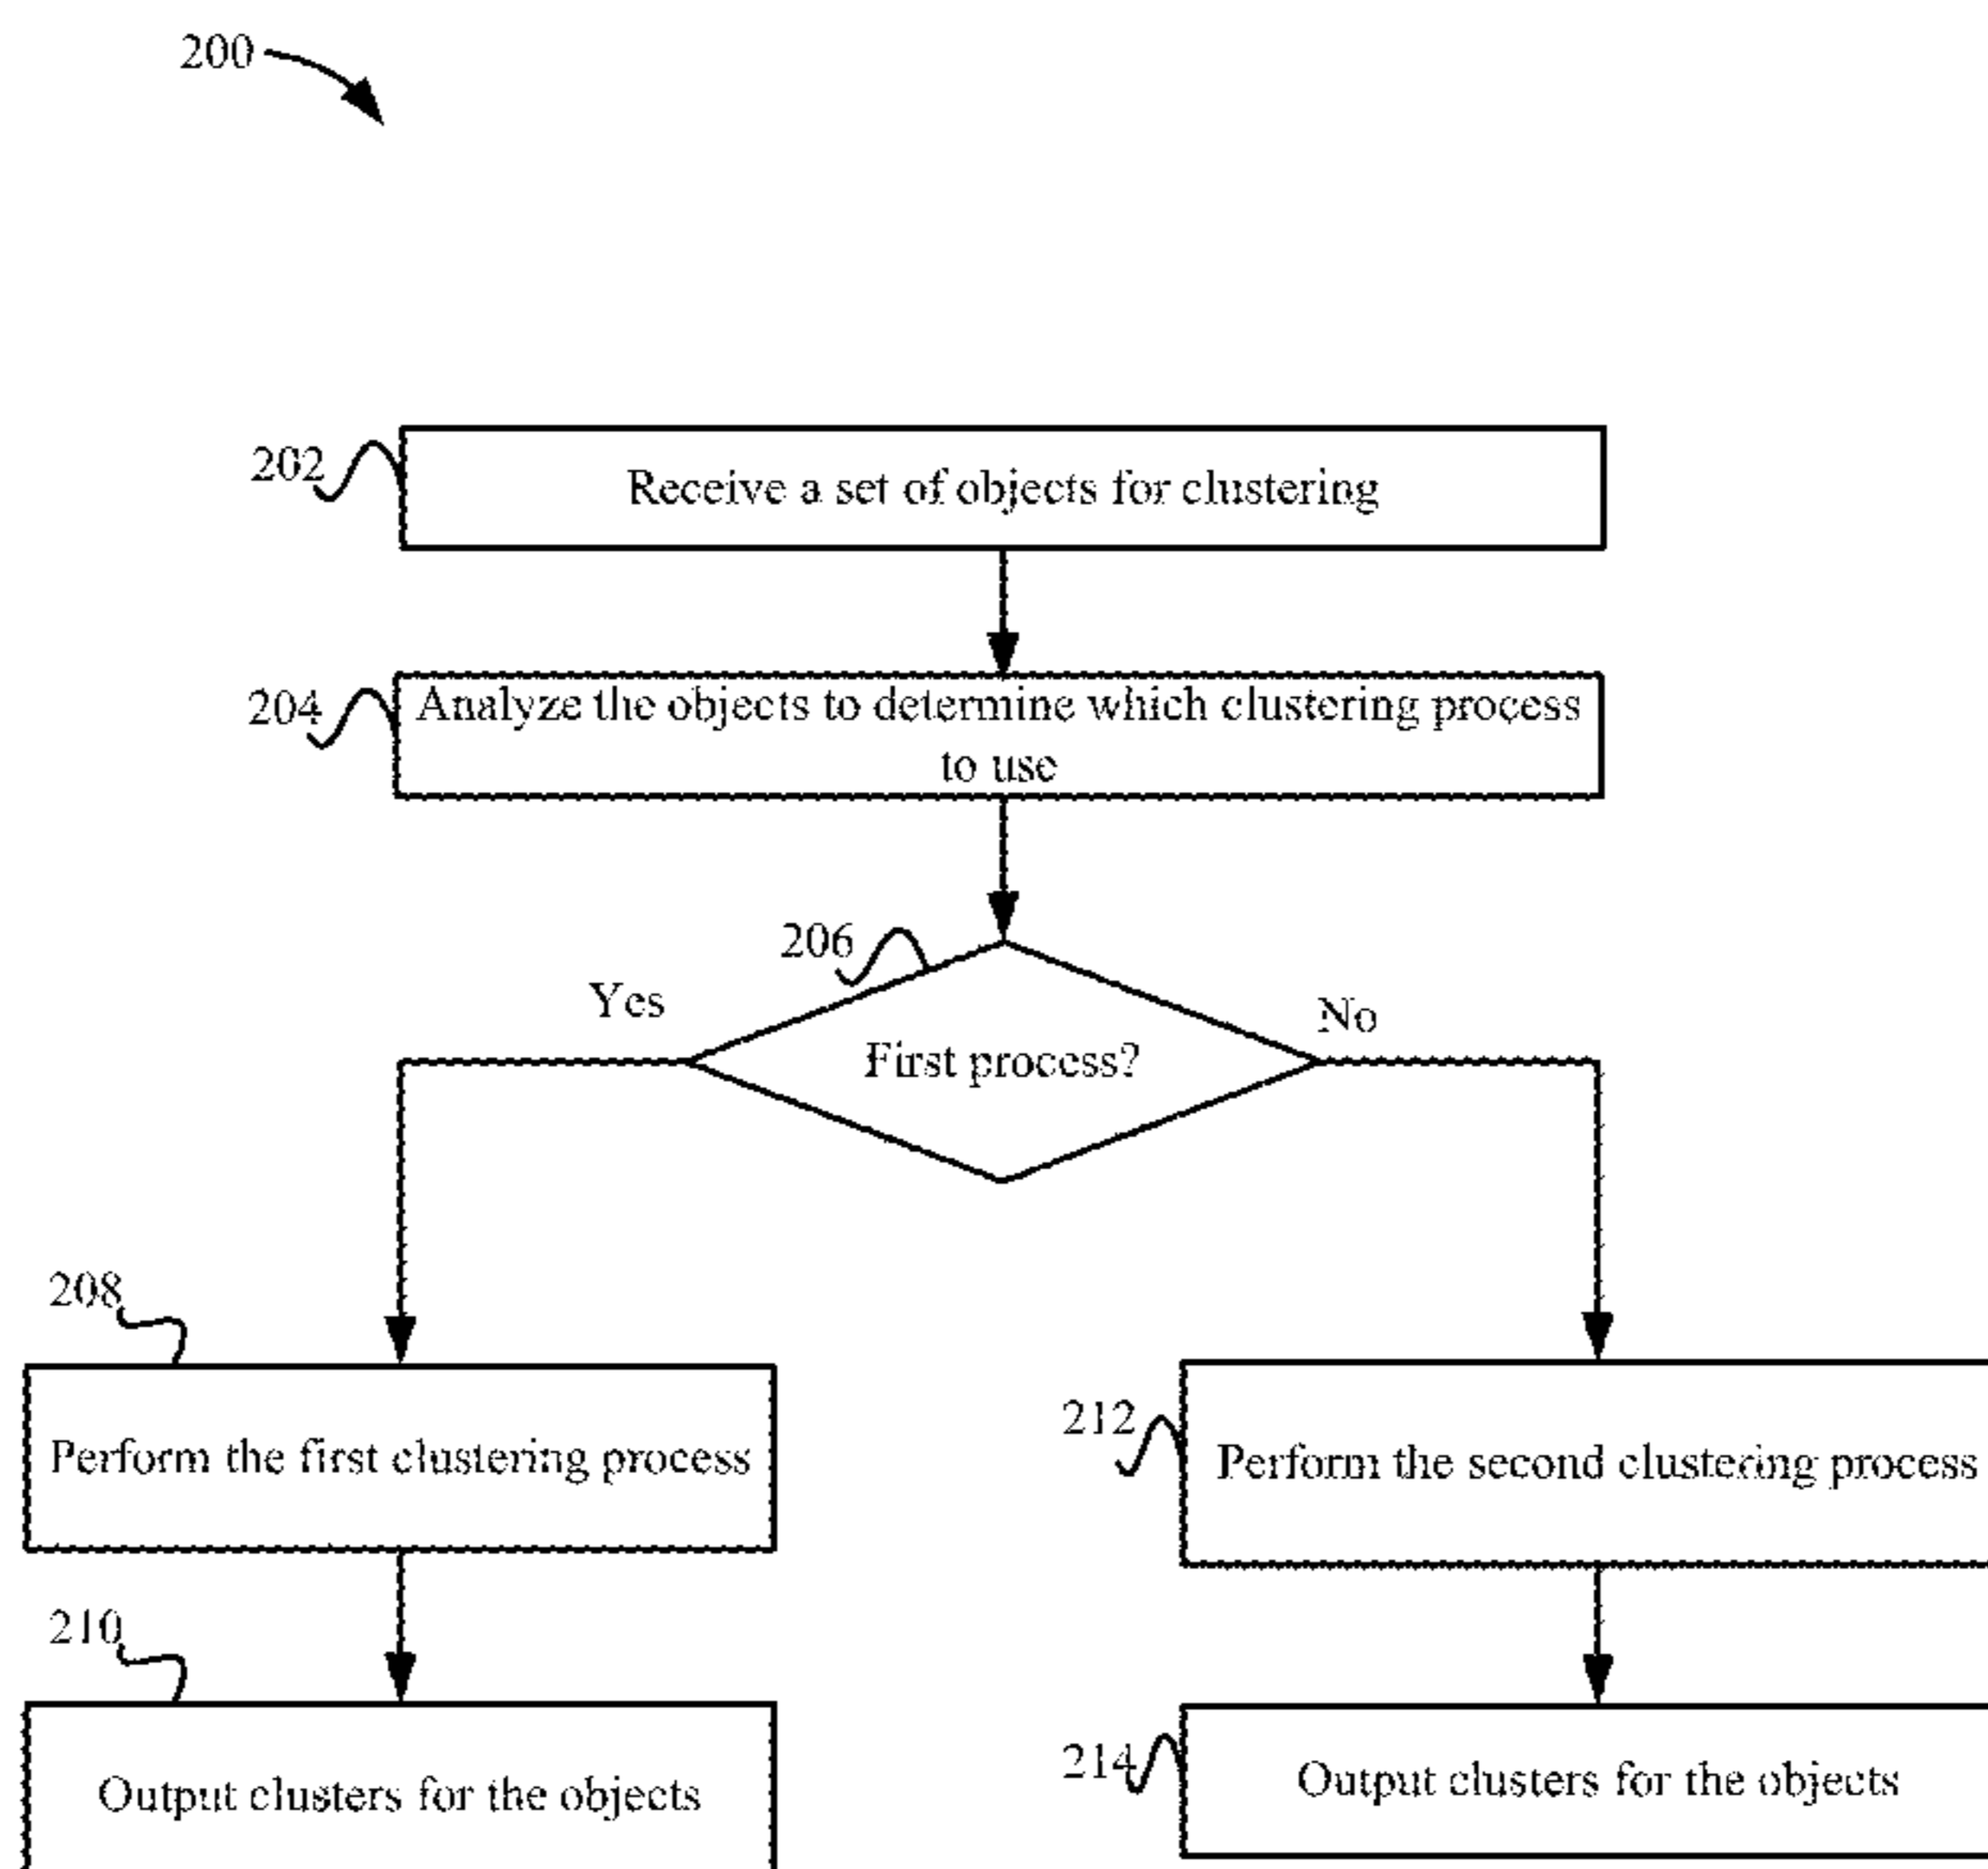 200
202
Receive a set of objects for clustering
204
Analyze the objects to determine which clustering process
to use
206
Yes
No
First process?
208
212
Perform the first clustering process
Perform the second clustering process
210
214
Output clusters for the objects
Output clusters for the objects